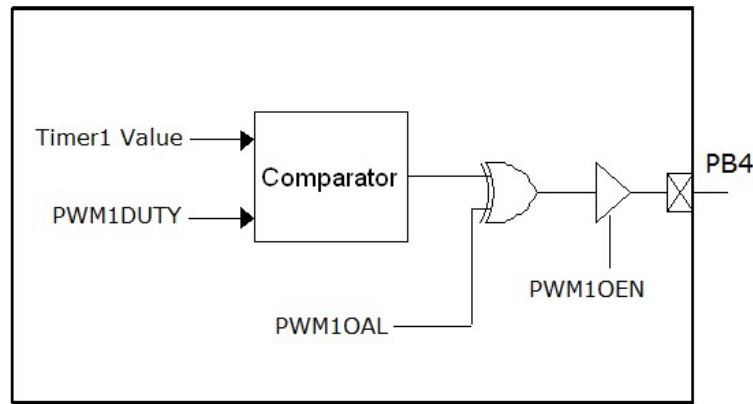 Timer1 Value
Comparator
PWM1DUTY
PWM1OAL
PWM1OEN
PB4